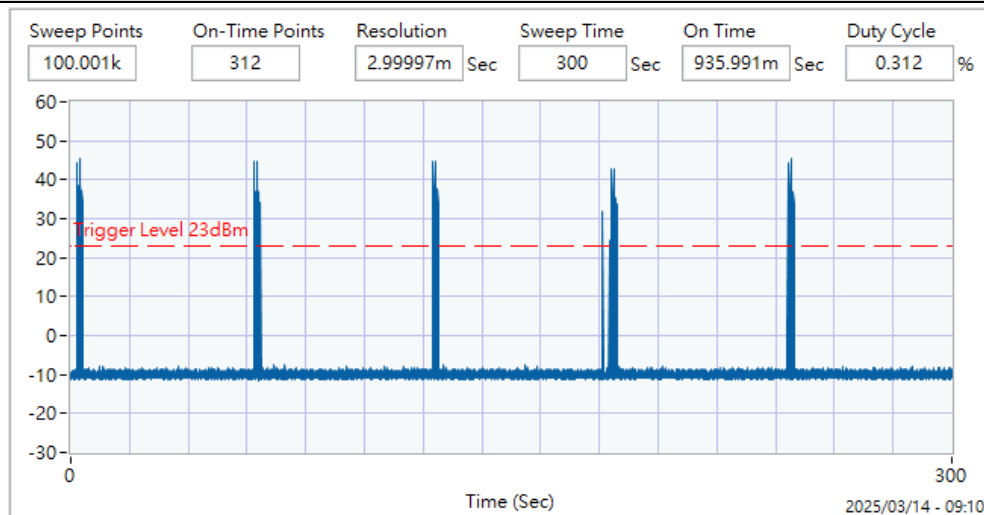 Sweep Points On-Time Points Resolution Sweep Time On Time Duty Cycle
100.001k 312 2.99997m Sec 300 Sec 935.991m Sec 0.312 %
60
50
40
30
Trigger Level 23dBm
20
10
0
-10
-20
-30
0 300
Time (Sec)
2025/03/14 - 09:10